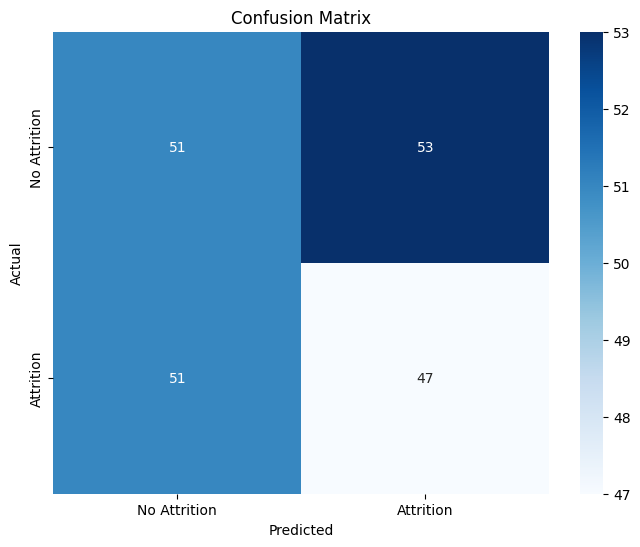 Confusion Matrix
No Attrition
Attrition
Actual
51
53
51
47
No Attrition
Attrition
Predicted
53
52
51
50
49
48
47